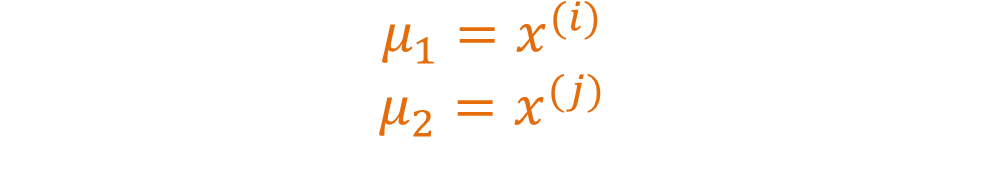 μ₁ = x⁽ⁱ⁾
μ₂ = x⁽ʲ⁾